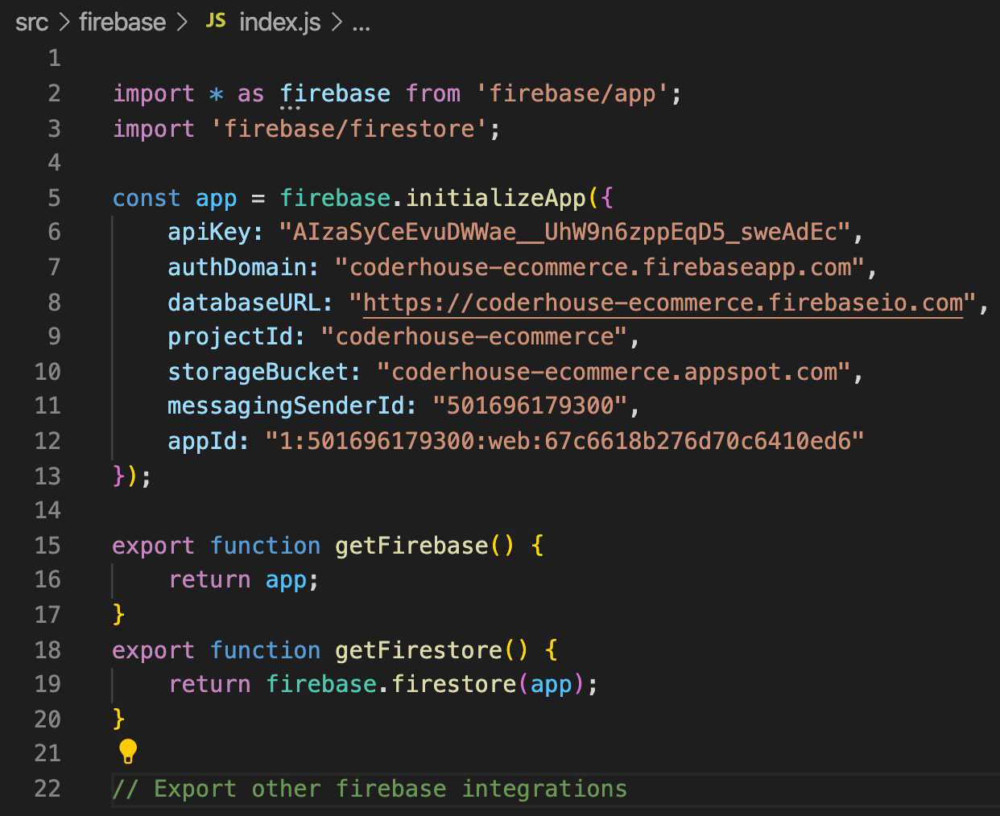 src > firebase > JS index.js > ...
1
2 import * as firebase from 'firebase/app';
3 import 'firebase/firestore';
4
5 const app = firebase.initializeApp({
6 apiKey: "AIzaSyCeEvuDWWae__UhW9n6zppEqD5_sweAdEc",
7 authDomain: "coderhouse-ecommerce.firebaseapp.com",
8 databaseURL: "https://coderhouse-ecommerce.firebaseio.com",
9 projectId: "coderhouse-ecommerce",
10 storageBucket: "coderhouse-ecommerce.appspot.com",
11 messagingSenderId: "501696179300",
12 appId: "1:501696179300:web:67c6618b276d70c6410ed6"
13 });
14
15 export function getFirebase() {
16 return app;
17 }
18 export function getFirestore() {
19 return firebase.firestore(app);
20 }
21
22 // Export other firebase integrations